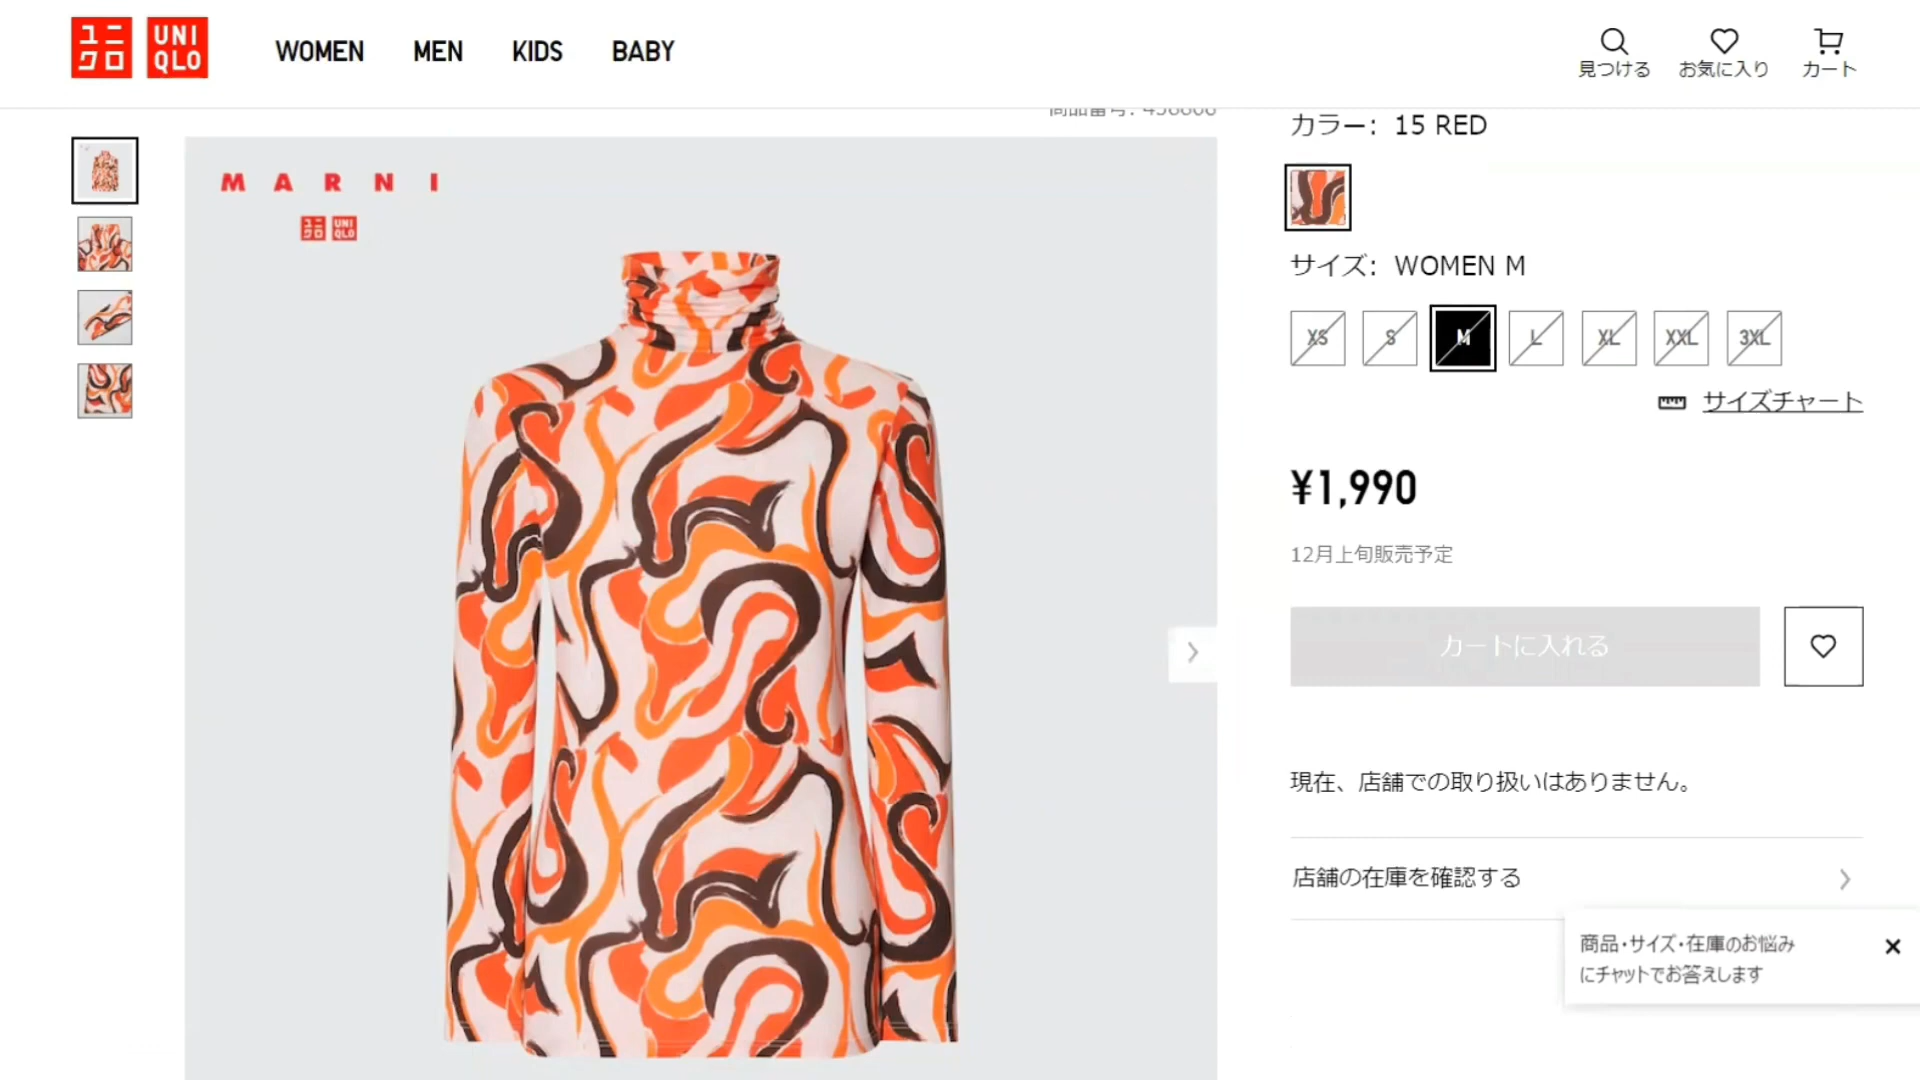 ユニクロ UNIQLO
WOMEN MEN KIDS BABY
見つける お気に入り カート
MARNI
ユニクロ UNIQLO
カラー: 15 RED
サイズ: WOMEN M
XS S M L XL XXL 3XL
サイズチャート
¥1,990
12月上旬販売予定
カートに入れる
現在、店舗での取り扱いはありません。
店舗の在庫を確認する
商品・サイズ・在庫のお悩み
にチャットでお答えします